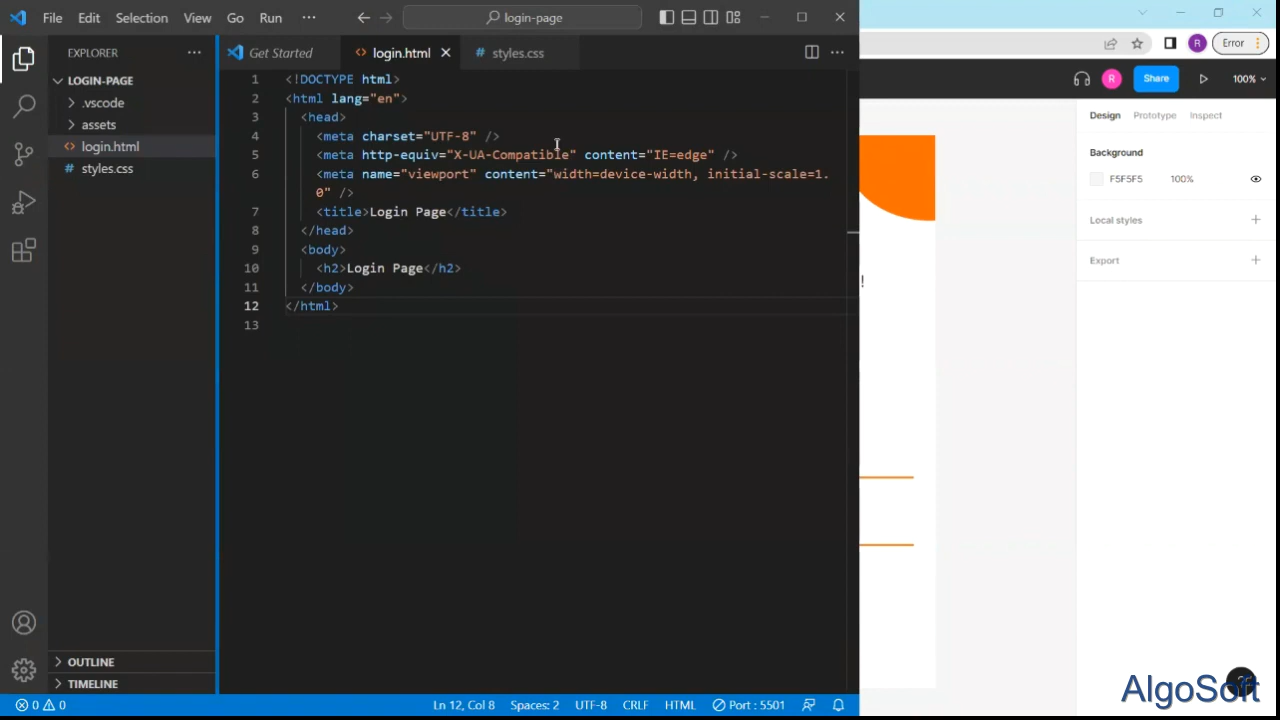 File Edit Selection View Go Run ··· login-page
EXPLORER ···
LOGIN-PAGE
.vscode
assets
login.html
styles.css
OUTLINE
TIMELINE
Get Started <> login.html # styles.css ···
1 <!DOCTYPE html>
2 <html lang="en">
3 <head>
4 <meta charset="UTF-8" />
5 <meta http-equiv="X-UA-Compatible" content="IE=edge" />
6 <meta name="viewport" content="width=device-width, initial-scale=1.
0" />
7 <title>Login Page</title>
8 </head>
9 <body>
10 <h2>Login Page</h2>
11 </body>
12 </html>
13
0 0 Ln 12, Col 8 Spaces: 2 UTF-8 CRLF HTML Port : 5501
R Error
R Share 100%
Design Prototype Inspect
Background
F5F5F5 100%
Local styles +
Export +
!
AlgoSoft